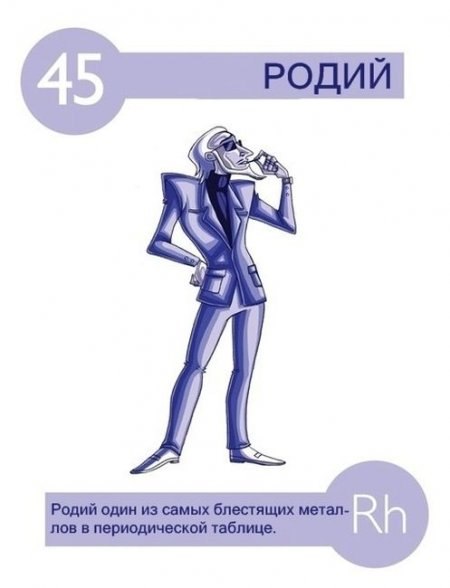 45
РОДИЙ
Родий один из самых блестящих метал-
лов в периодической таблице.
Rh